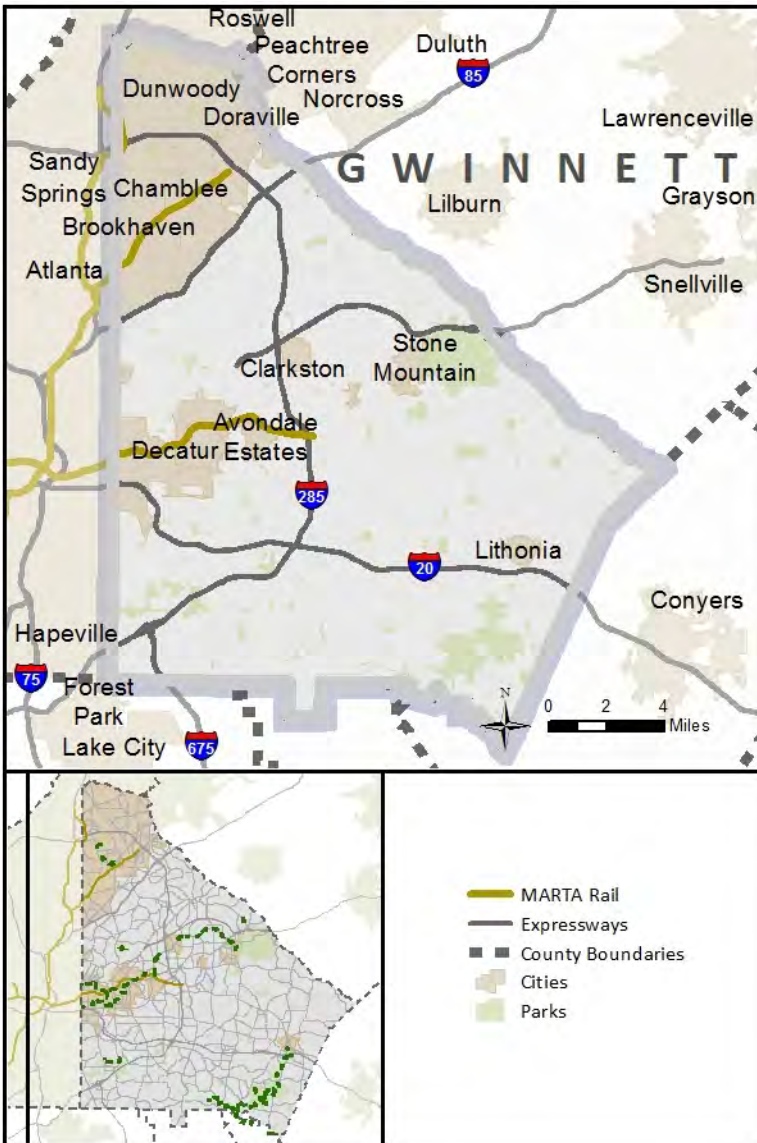 Roswell
Peachtree
Corners
Duluth
85
Dunwoody
Norcross
Doraville
Lawrenceville
Sandy
Springs
GWINNETT
Chamblee
Lilburn
Grayson
Brookhaven
Atlanta
Snellville
Stone
Mountain
Clarkston
Avondale
Estates
Decatur
285
20
Lithonia
Conyers
Hapeville
75
Forest
Park
Lake City
675
N
0 2 4
Miles
MARTA Rail
Expressways
County Boundaries
Cities
Parks